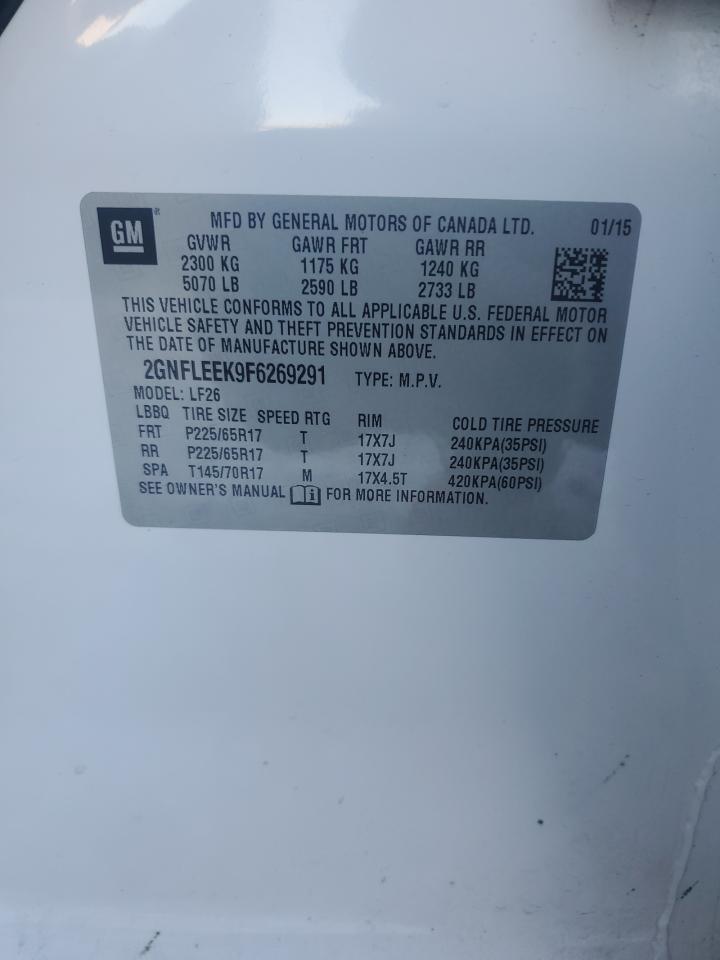 GM ® MFD BY GENERAL MOTORS OF CANADA LTD. 01/15
GVWR GAWR FRT GAWR RR
2300 KG 1175 KG 1240 KG
5070 LB 2590 LB 2733 LB
THIS VEHICLE CONFORMS TO ALL APPLICABLE U.S. FEDERAL MOTOR
VEHICLE SAFETY AND THEFT PREVENTION STANDARDS IN EFFECT ON
THE DATE OF MANUFACTURE SHOWN ABOVE.
2GNFLEEK9F6269291 TYPE: M.P.V.
MODEL: LF26
LBBQ TIRE SIZE SPEED RTG RIM COLD TIRE PRESSURE
FRT P225/65R17 T 17X7J 240KPA(35PSI)
RR P225/65R17 T 17X7J 240KPA(35PSI)
SPA T145/70R17 M 17X4.5T 420KPA(60PSI)
SEE OWNER'S MANUAL FOR MORE INFORMATION.